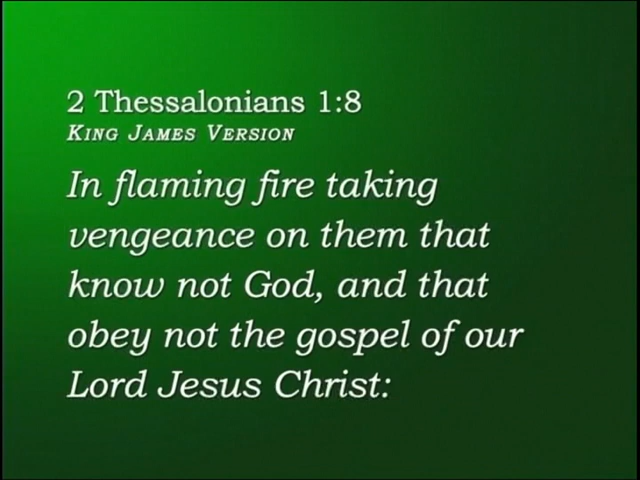 2 Thessalonians 1:8
King James Version
In flaming fire taking
vengeance on them that
know not God, and that
obey not the gospel of our
Lord Jesus Christ: